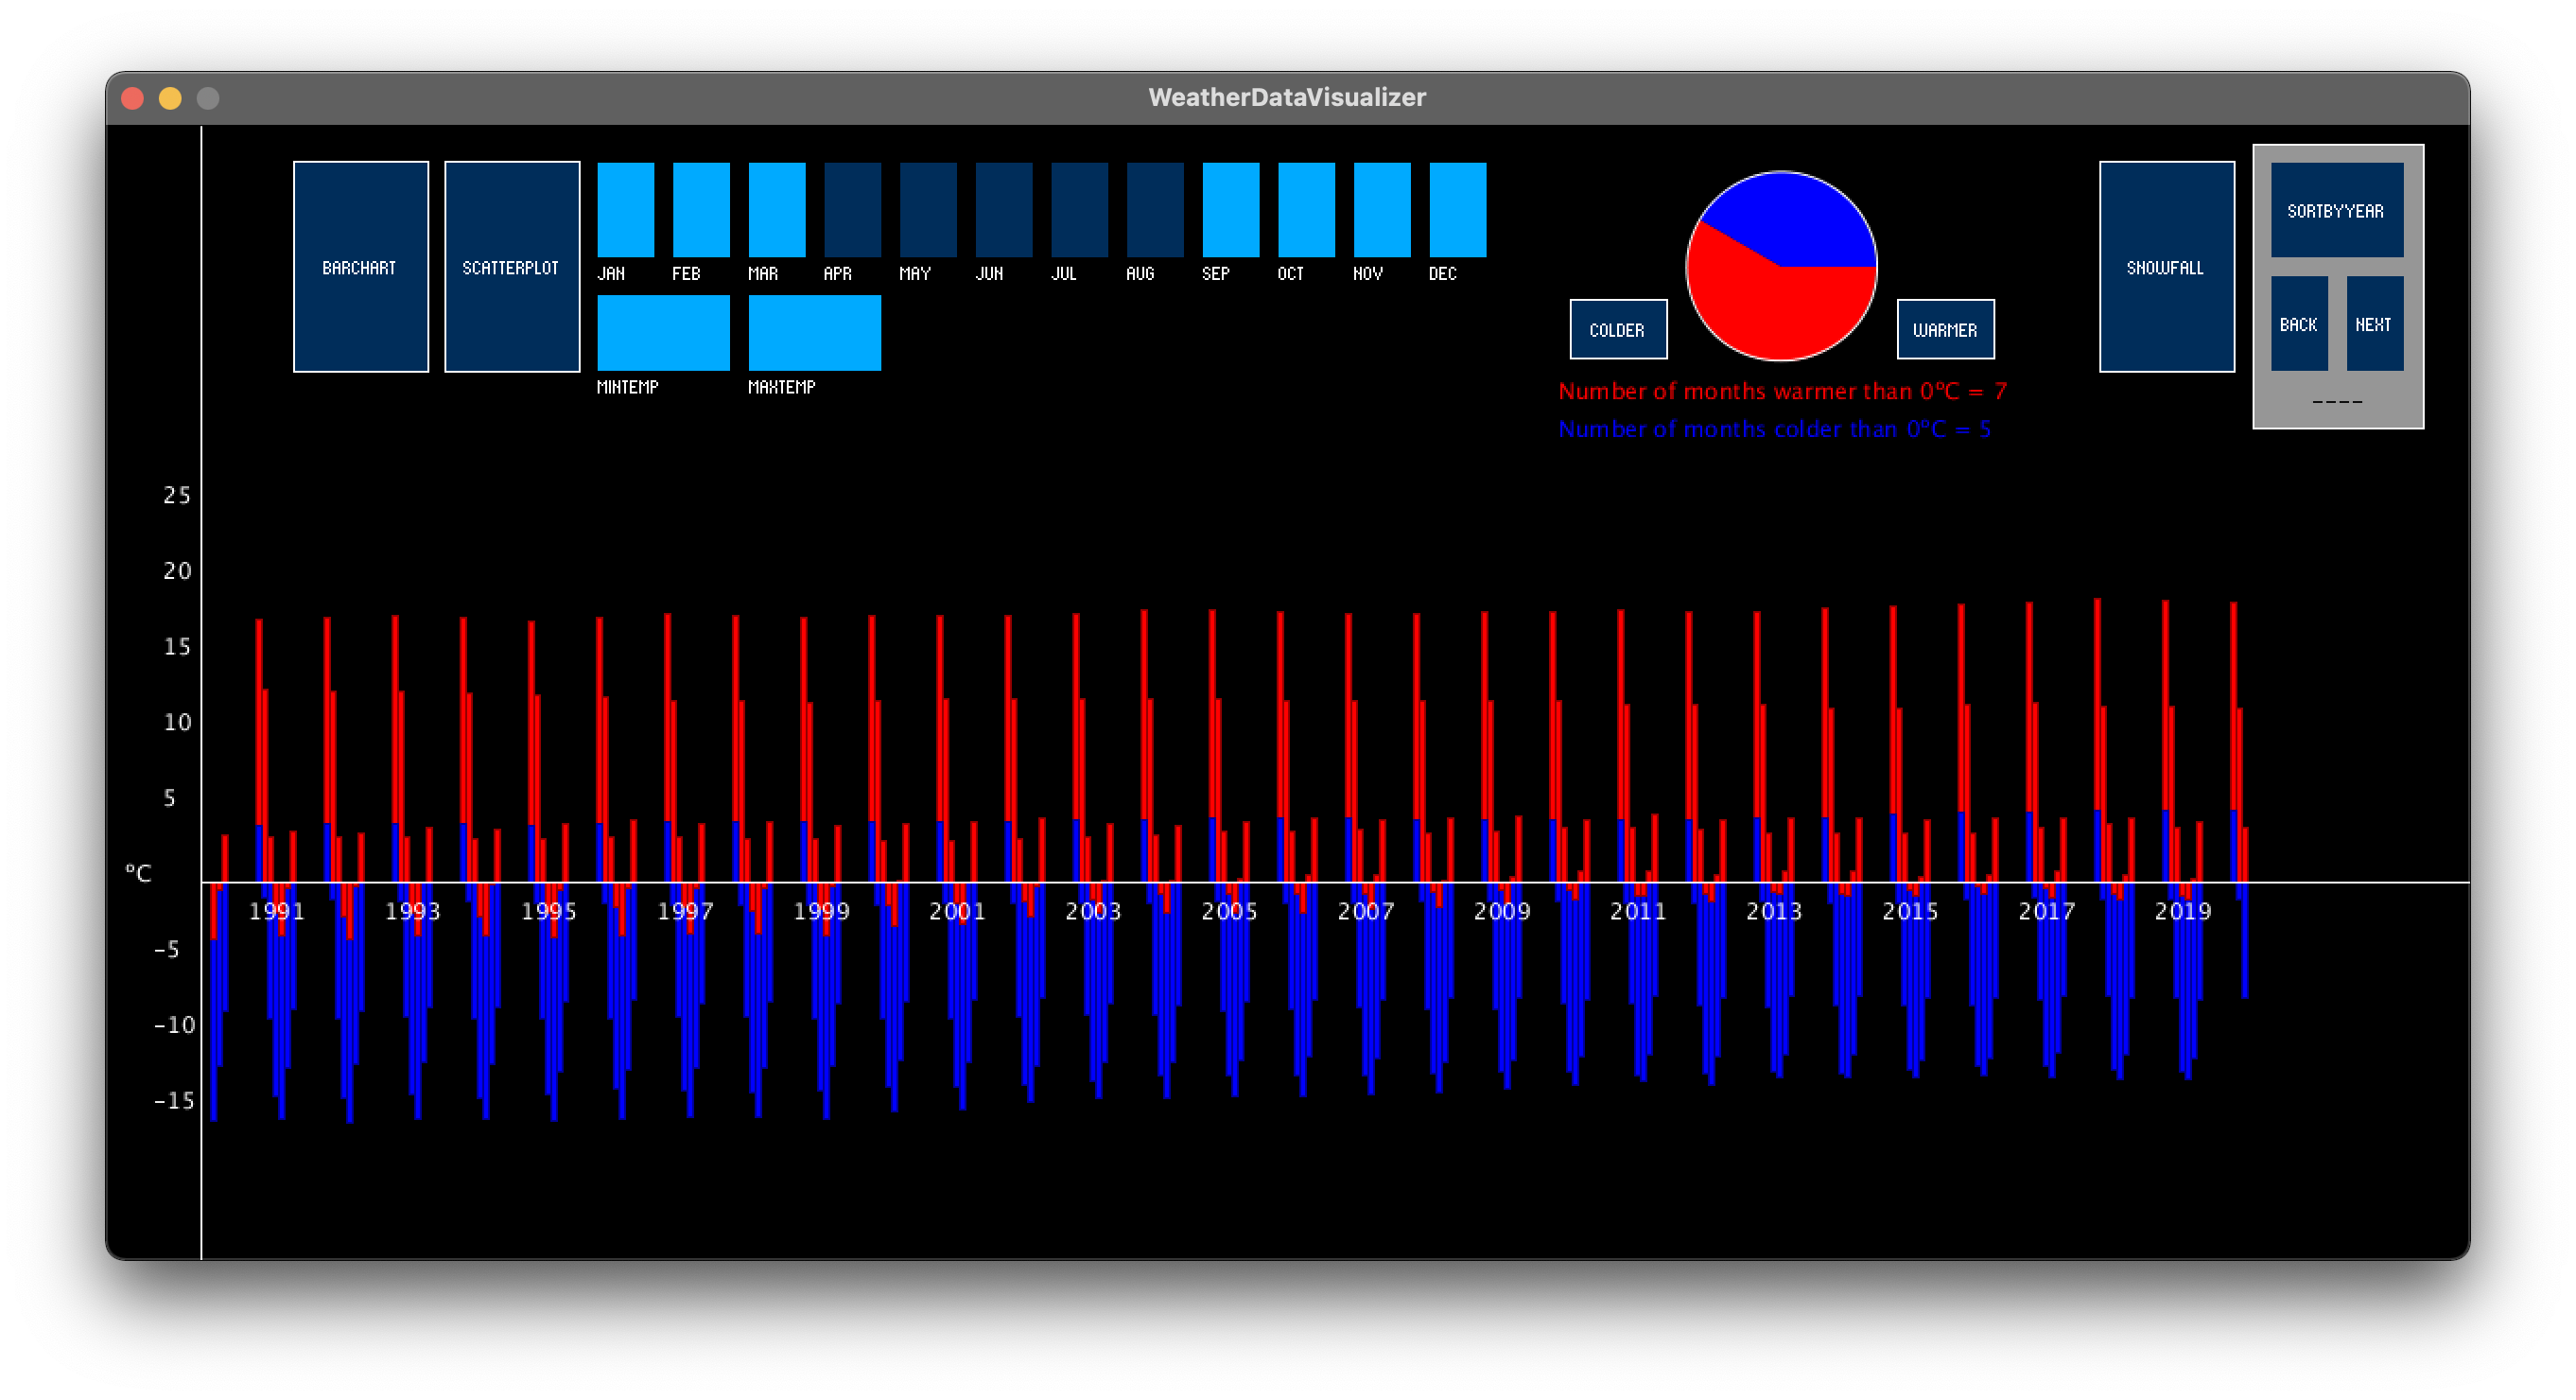 WeatherDataVisualizer
BARCHART
SCATTERPLOT
JAN FEB MAR APR MAY JUN JUL AUG SEP OCT NOV DEC
MINTEMP MAXTEMP
COLDER
WARMER
Number of months warmer than 0°C = 7
Number of months colder than 0°C = 5
SNOWFALL
SORTBYYEAR
BACK NEXT
----
25
20
15
10
5
°C
1991 1993 1995 1997 1999 2001 2003 2005 2007 2009 2011 2013 2015 2017 2019
-5
-10
-15